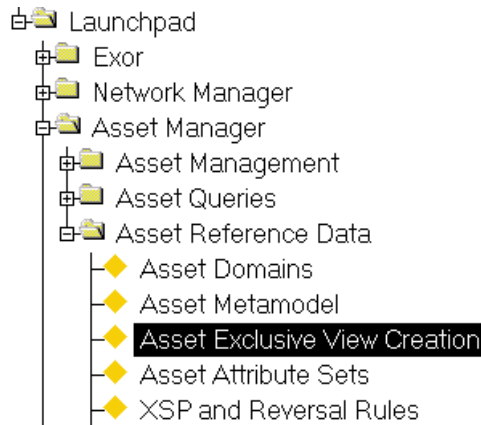 Launchpad
Exor
Network Manager
Asset Manager
Asset Management
Asset Queries
Asset Reference Data
Asset Domains
Asset Metamodel
Asset Exclusive View Creation
Asset Attribute Sets
XSP and Reversal Rules